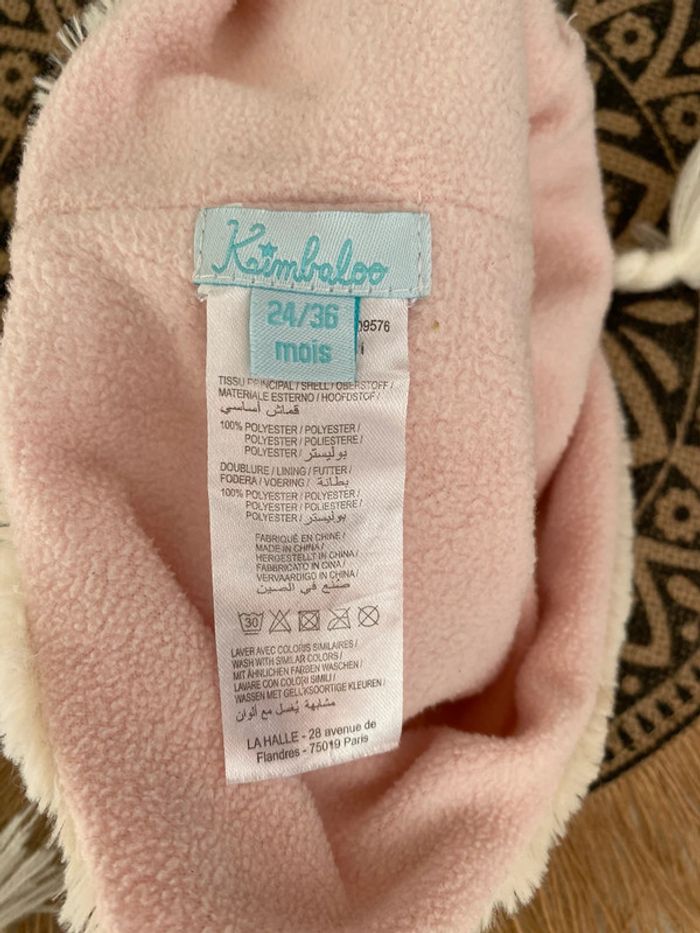 Kimbaloo
24/36
mois
09576
TISSU PRINCIPAL / SHELL / OBERSTOFF /
MATERIALE ESTERNO / HOOFDSTOF /
قماش أساسي
100% POLYESTER / POLYESTER /
POLYESTER / POLIESTERE /
POLYESTER / بوليستر
DOUBLURE / LINING / FUTTER /
FODERA / VOERING / بطانة
100% POLYESTER / POLYESTER /
POLYESTER / POLIESTERE /
POLYESTER / بوليستر
FABRIQUÉ EN CHINE /
MADE IN CHINA /
HERGESTELLT IN CHINA /
FABBRICATO IN CINA /
VERVAARDIGD IN CHINA /
صنع في الصين
30
LAVER AVEC COLORIS SIMILAIRES /
WASH WITH SIMILAR COLORS /
MIT ÄHNLICHEN FARBEN WASCHEN /
LAVARE CON COLORI SIMILI /
WASSEN MET GELIJKSOORTIGE KLEUREN /
يُغسل مع ألوان مشابهة
LA HALLE - 28 avenue de
Flandres - 75019 Paris